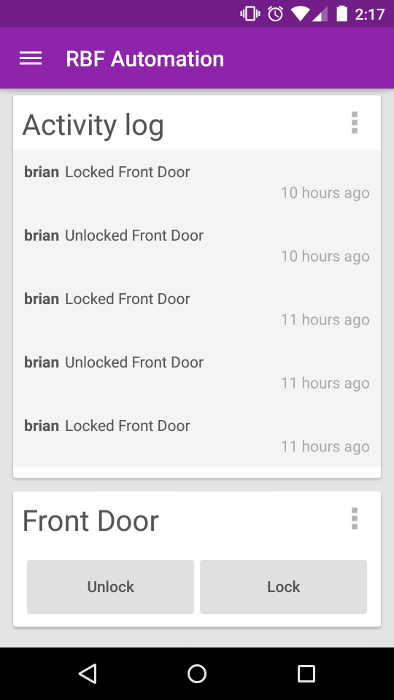 2:17
RBF Automation
Activity log
brian Locked Front Door
10 hours ago
brian Unlocked Front Door
10 hours ago
brian Locked Front Door
11 hours ago
brian Unlocked Front Door
11 hours ago
brian Locked Front Door
11 hours ago
Front Door
Unlock Lock